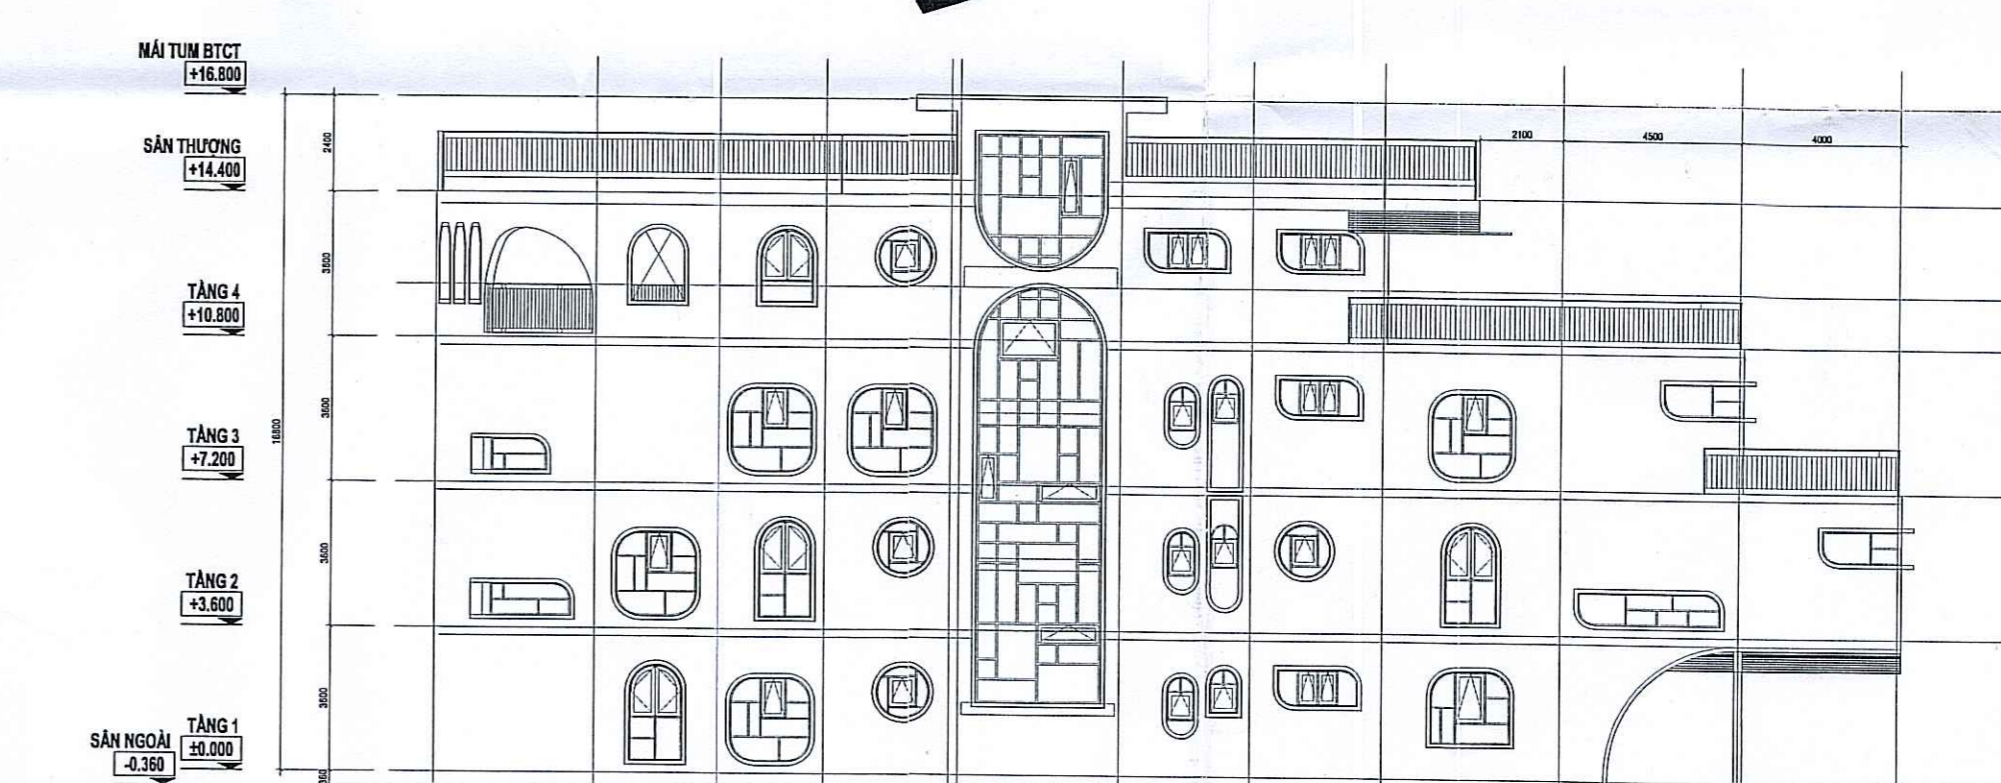 MÁI TUM BTCT
+16.800
SÂN THƯỢNG
+14.400
TẦNG 4
+10.800
TẦNG 3
+7.200
TẦNG 2
+3.600
TẦNG 1
±0.000
SÂN NGOÀI
-0.360
16800
2400
3600
3600
3600
3600
360
2100
4500
4000